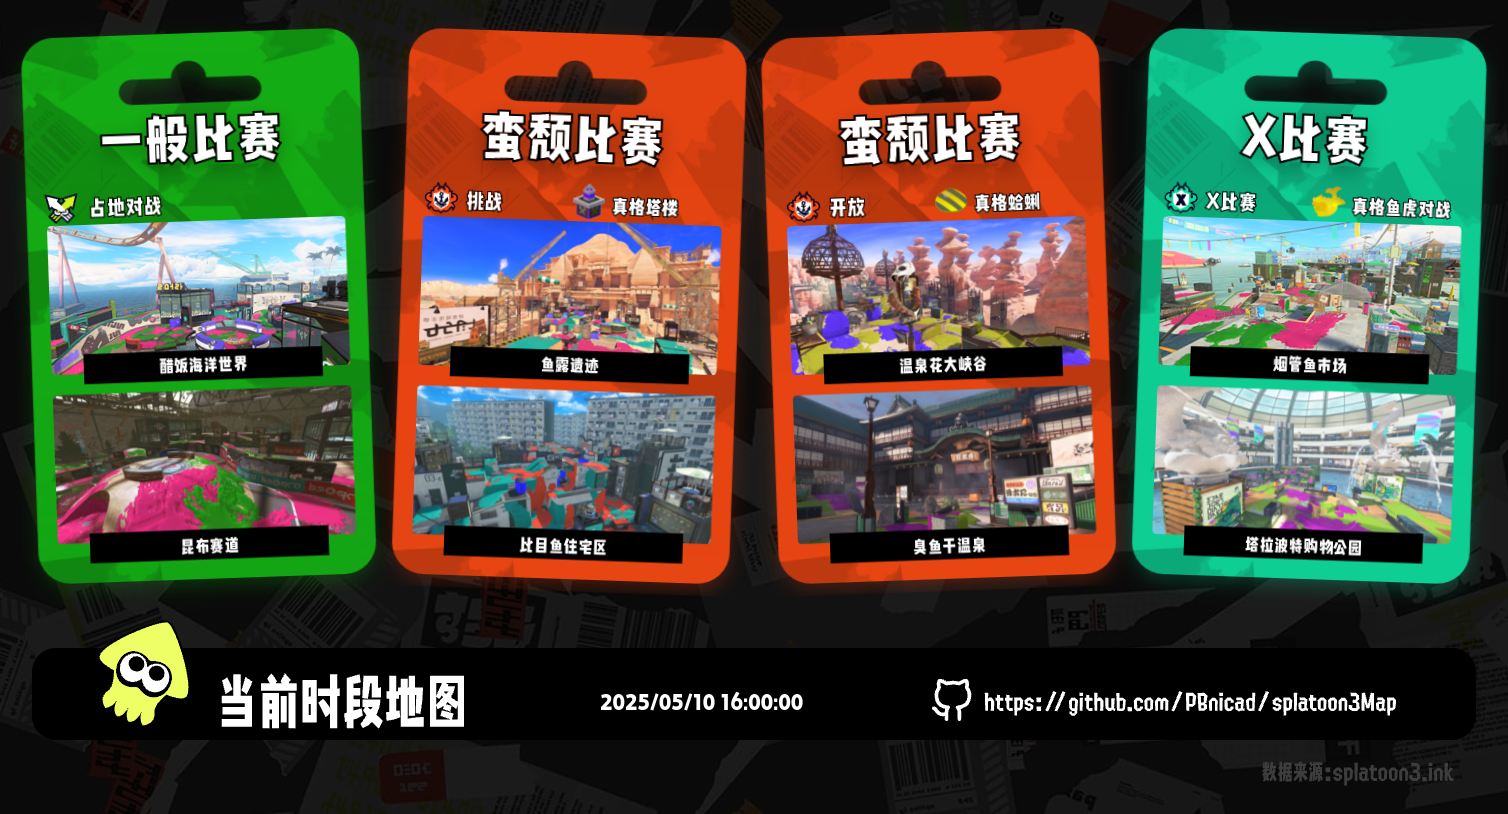 一般比赛
占地对战
醋饭海洋世界
昆布赛道
蛮颓比赛
挑战
真格塔楼
鱼露遗迹
比目鱼住宅区
蛮颓比赛
开放
真格蛤蜊
温泉花大峡谷
臭鱼干温泉
X比赛
X比赛
真格鱼虎对战
烟管鱼市场
塔拉波特购物公园
当前时段地图
2025/05/10 16:00:00
https://github.com/PBnicad/splatoon3Map
数据来源:splatoon3.ink